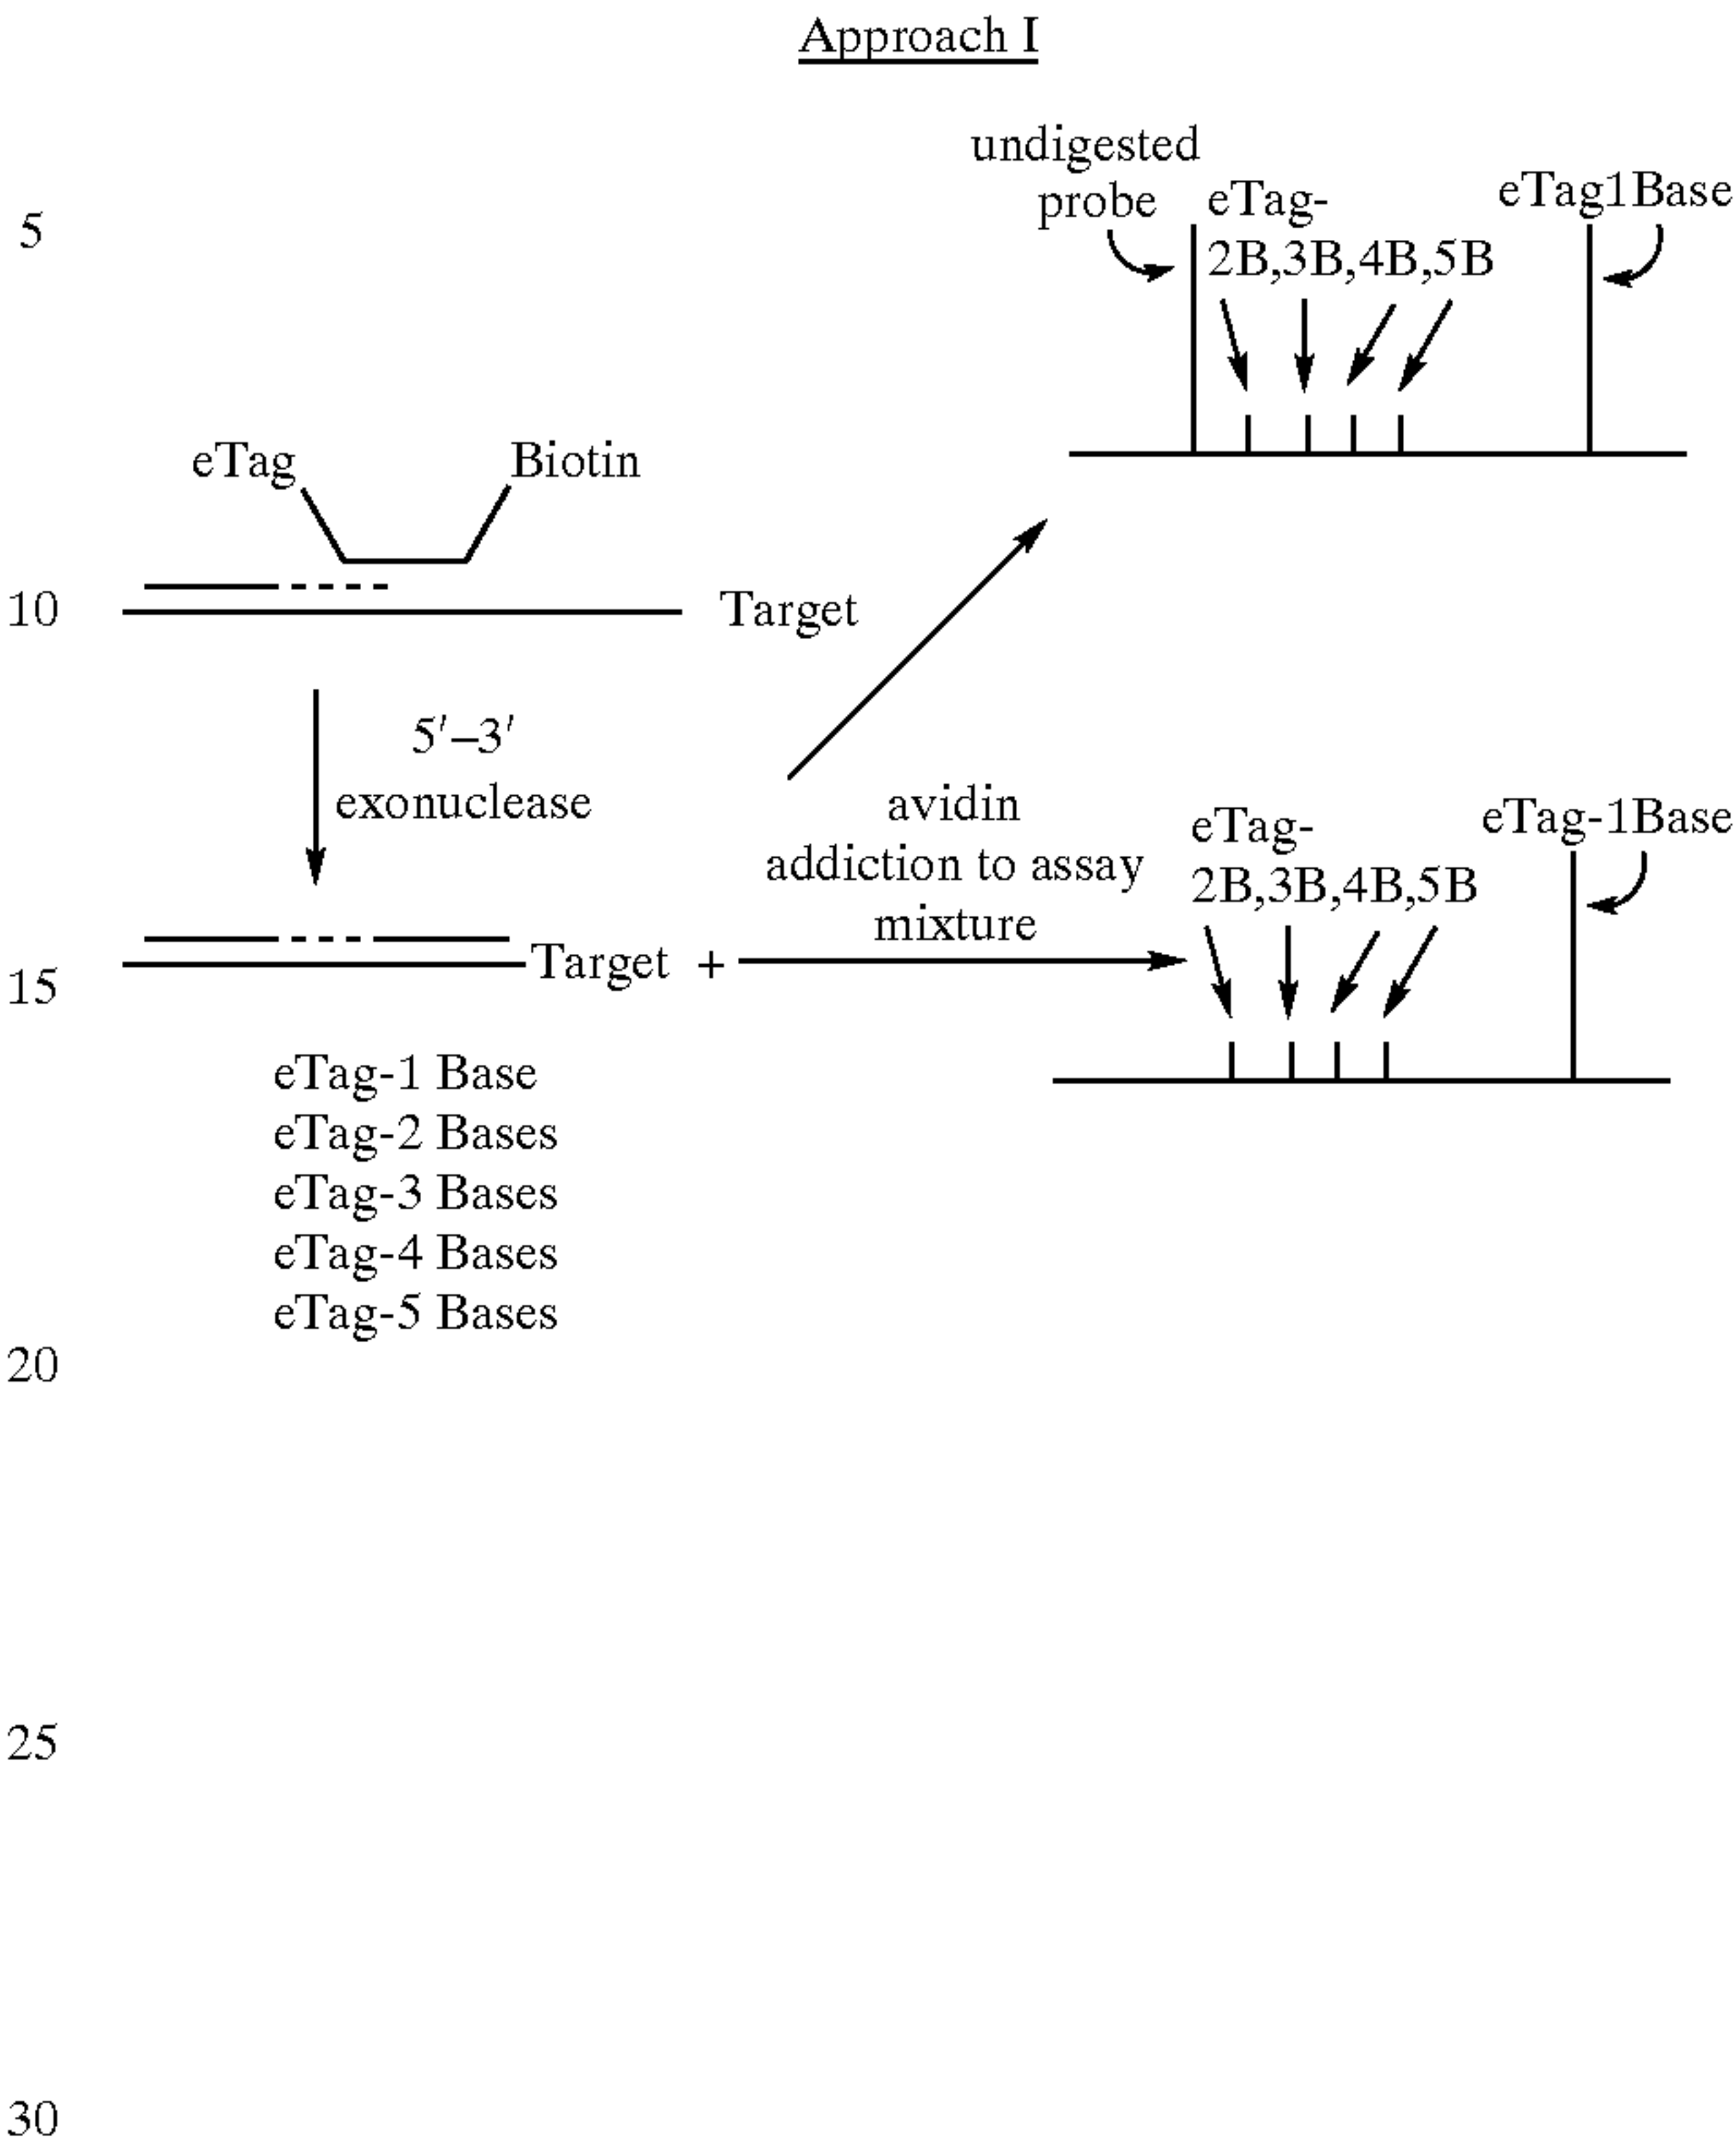 Approach I
undigested
probe
eTag-
2B,3B,4B,5B
eTag1Base
5
eTag
Biotin
10
Target
5′–3′
exonuclease
avidin
addiction to assay
mixture
eTag-
2B,3B,4B,5B
eTag-1Base
Target +
15
eTag-1 Base
eTag-2 Bases
eTag-3 Bases
eTag-4 Bases
eTag-5 Bases
20
25
30